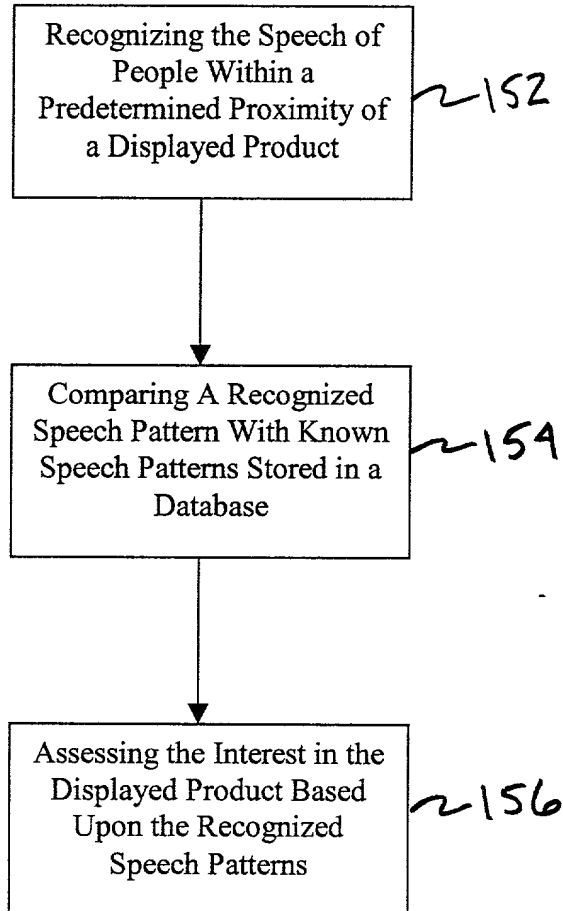 Recognizing the Speech of
People Within a
Predetermined Proximity of
a Displayed Product
152
Comparing A Recognized
Speech Pattern With Known
Speech Patterns Stored in a
Database
154
Assessing the Interest in the
Displayed Product Based
Upon the Recognized
Speech Patterns
156